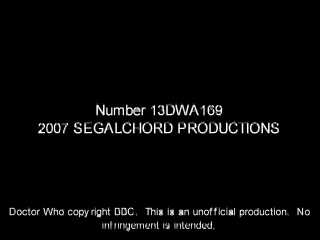 Number 13DWA169
2007 SEGALCHORD PRODUCTIONS
Doctor Who copyright BBC. This is an unofficial production. No
infringement is intended.